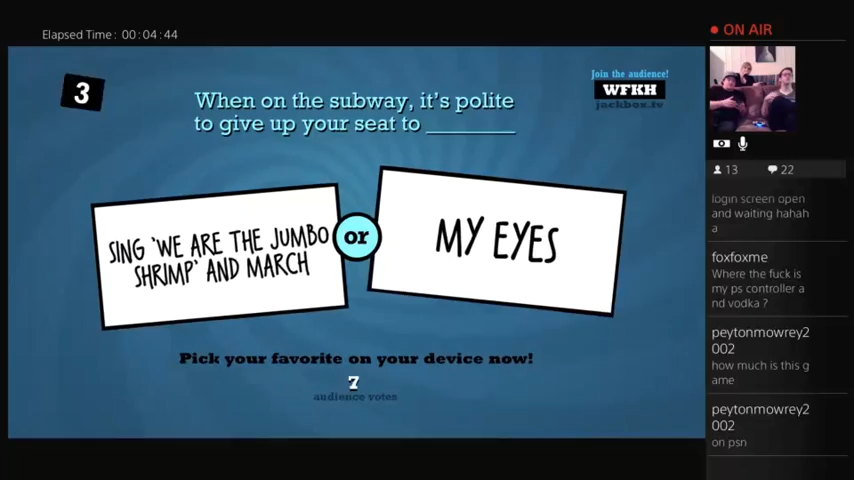 Elapsed Time : 00:04:44
ON AIR
3
When on the subway, it's polite
to give up your seat to ________
Join the audience!
WFKH
jackbox.tv
SING 'WE ARE THE JUMBO
SHRIMP' AND MARCH
or
MY EYES
Pick your favorite on your device now!
7
audience votes
13
22
login screen open
and waiting hahah
a
foxfoxme
Where the fuck is
my ps controller a
nd vodka ?
peytonmowrey2
002
how much is this g
ame
peytonmowrey2
002
on psn